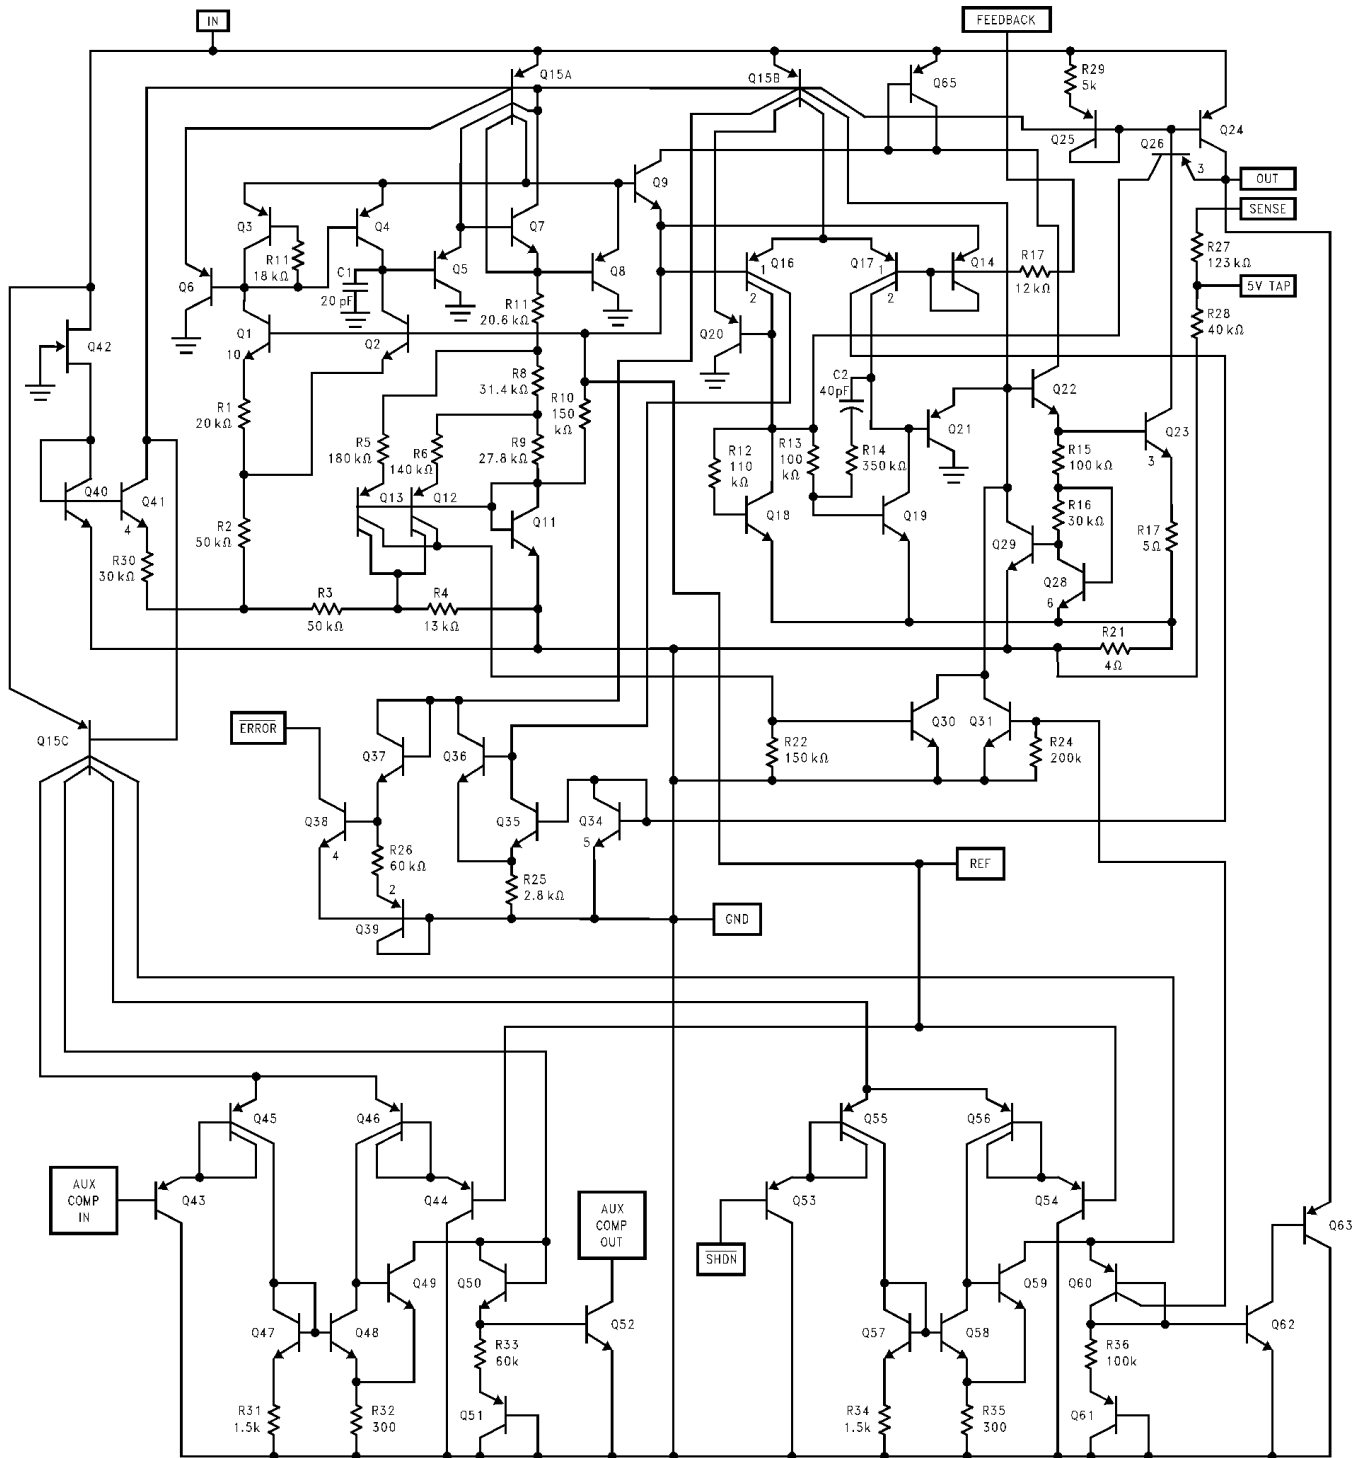 IN
FEEDBACK
Q15A
Q15B
Q65
R29
5k
Q25
Q24
Q26
3
OUT
SENSE
R27
123 kΩ
5V TAP
R28
40 kΩ
Q9
Q3
R11
18 kΩ
Q4
C1
20 pF
Q5
Q7
Q8
Q6
Q16
1
2
Q17
1
2
Q14
R17
12 kΩ
Q20
Q1
10
Q2
R11
20.6 kΩ
R8
31.4 kΩ
R10
150
kΩ
R9
27.8 kΩ
Q42
R1
20 kΩ
R5
180 kΩ
R6
140 kΩ
C2
40pF
Q22
Q21
Q23
3
R12
110
kΩ
R13
100
kΩ
R14
350 kΩ
R15
100 kΩ
R16
30 kΩ
R17
5Ω
Q40
Q41
4
R30
30 kΩ
R2
50 kΩ
Q13
Q12
Q11
Q18
Q19
Q29
Q28
6
R3
50 kΩ
R4
13 kΩ
R21
4Ω
ERROR
Q15C
Q37
Q36
Q30
Q31
R22
150 kΩ
R24
200k
Q38
4
Q35
Q34
5
R26
60 kΩ
2
Q39
R25
2.8 kΩ
REF
GND
Q45
Q46
Q55
Q56
AUX
COMP
IN
Q43
Q44
AUX
COMP
OUT
Q53
Q54
SHDN
Q63
Q49
Q50
Q59
Q60
Q47
Q48
Q52
Q57
Q58
Q62
R33
60k
R36
100k
R31
1.5k
R32
300
Q51
R34
1.5k
R35
300
Q61